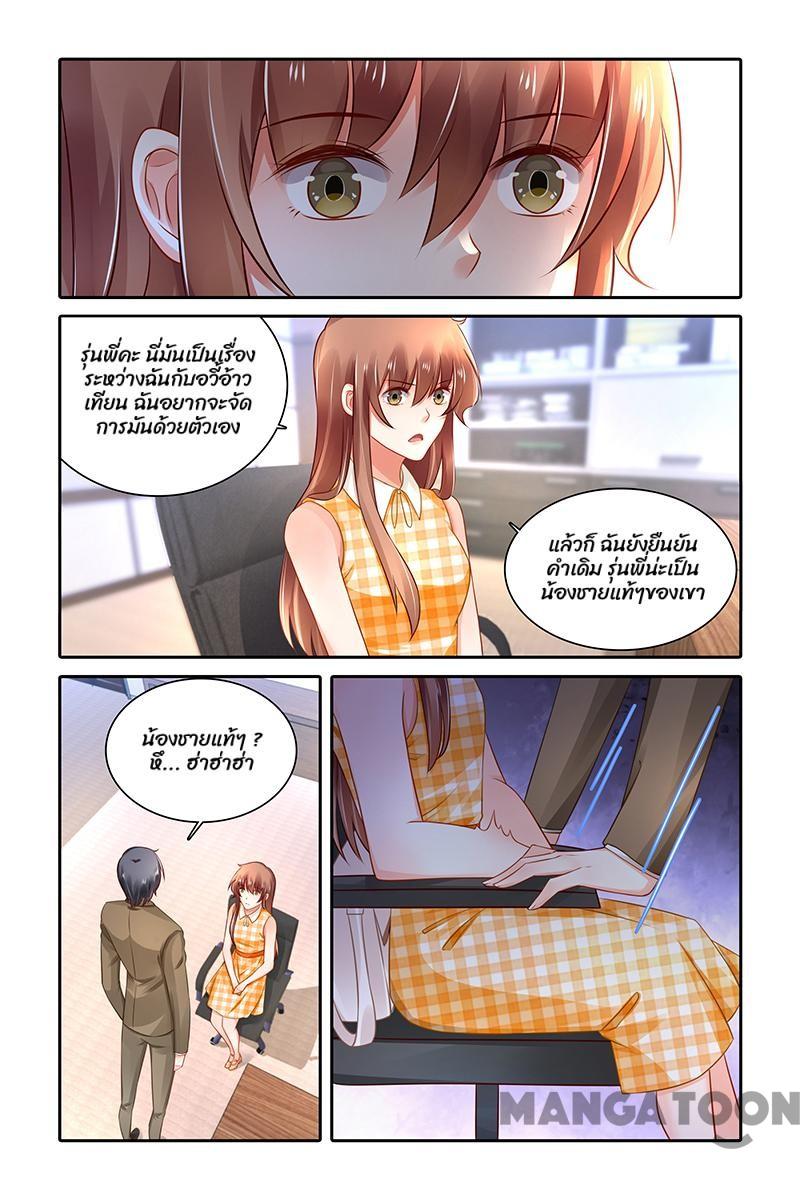 รุ่นพี่คะ นี่มันเป็นเรื่อง
ระหว่างฉันกับอวี้อ้าว
เทียน ฉันอยากจะจัด
การมันด้วยตัวเอง
แล้วก็ ฉันยังยืนยัน
คำเดิม รุ่นพี่น่ะเป็น
น้องชายแท้ๆของเขา
น้องชายแท้ๆ ?
หึ... ฮ่าฮ่าฮ่า
MANGA TOON